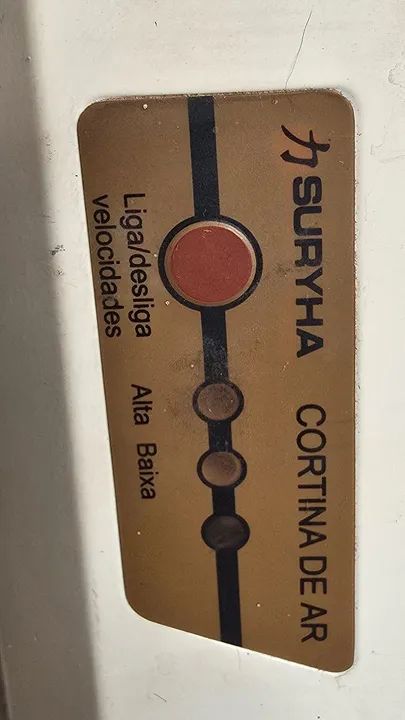 SURYHA CORTINA DE AR
Liga/desliga Alta Baixa
velocidades